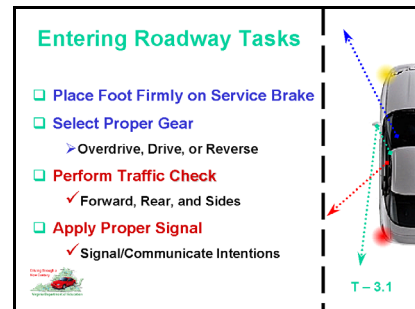 Entering Roadway Tasks
Place Foot Firmly on Service Brake
Select Proper Gear
Overdrive, Drive, or Reverse
Perform Traffic Check
Forward, Rear, and Sides
Apply Proper Signal
Signal/Communicate Intentions
T – 3.1